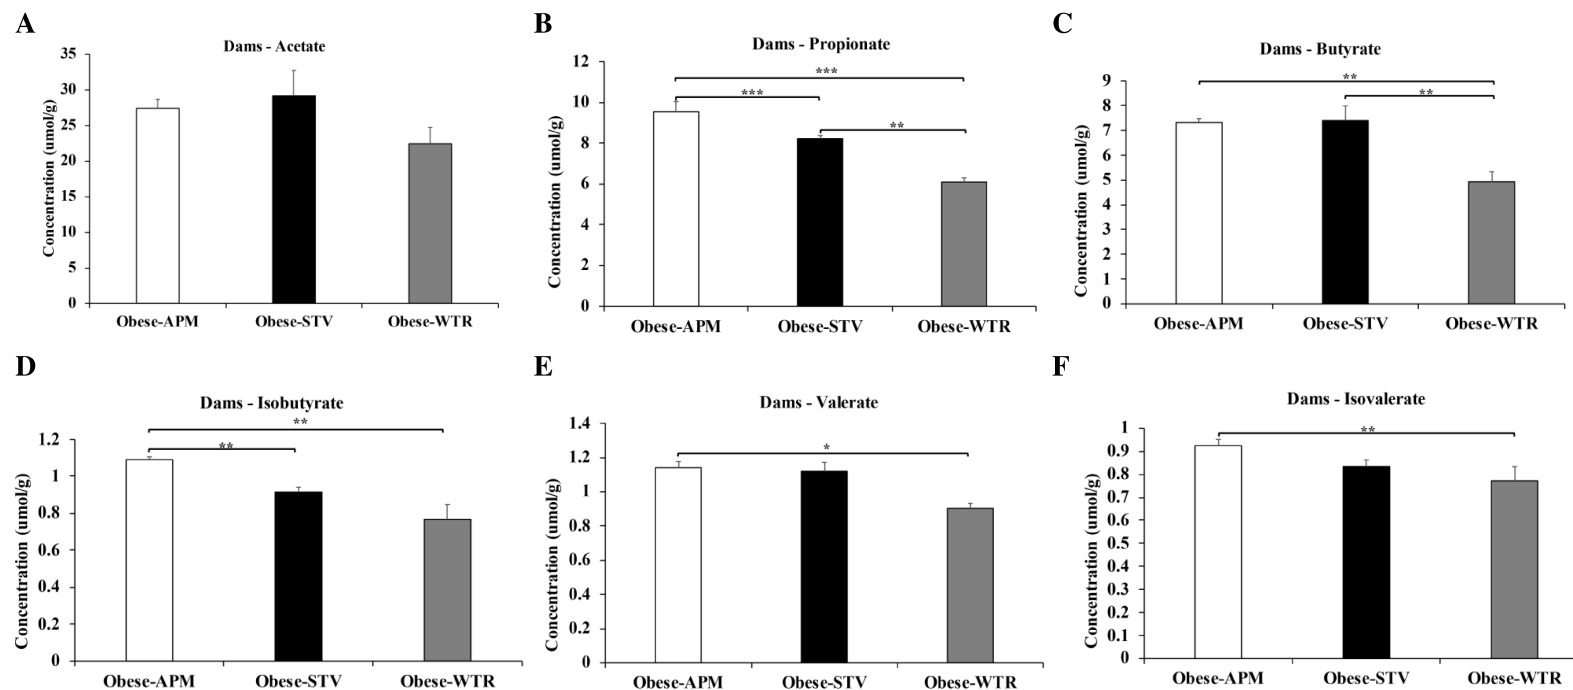 A
Dams - Acetate
Concentration (umol/g)
35
30
25
20
15
10
5
0
Obese-APM Obese-STV Obese-WTR
B
Dams - Propionate
Concentration (umol/g)
12
10
8
6
4
2
0
***
***
**
Obese-APM Obese-STV Obese-WTR
C
Dams - Butyrate
Concentration (umol/g)
9
8
7
6
5
4
3
2
1
0
**
**
Obese-APM Obese-STV Obese-WTR
D
Dams - Isobutyrate
Concentration (umol/g)
1.2
1
0.8
0.6
0.4
0.2
0
**
**
Obese-APM Obese-STV Obese-WTR
E
Dams - Valerate
Concentration (umol/g)
1.4
1.2
1
0.8
0.6
0.4
0.2
0
*
Obese-APM Obese-STV Obese-WTR
F
Dams - Isovalerate
Concentration (umol/g)
1
0.9
0.8
0.7
0.6
0.5
0.4
0.3
0.2
0.1
0
**
Obese-APM Obese-STV Obese-WTR